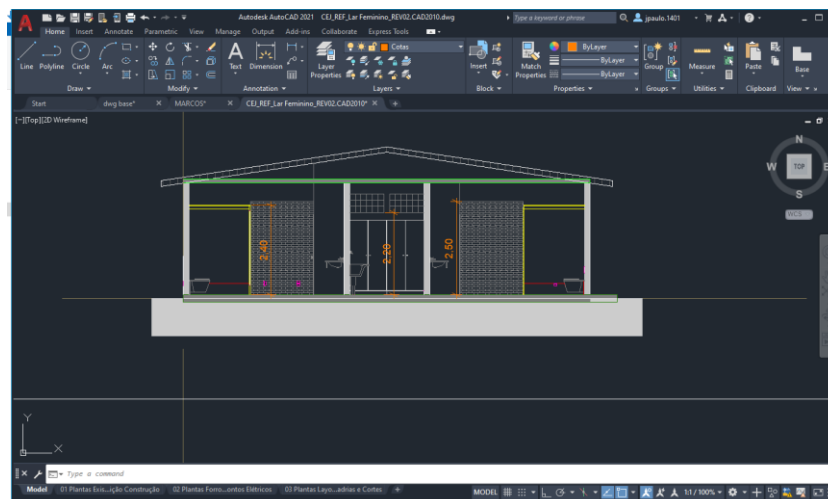 Autodesk AutoCAD 2021 CEJ_REF_Lar Feminino_REV02.CAD2010.dwg
Type a keyword or phrase
jpaulo.1401
Home Insert Annotate Parametric View Manage Output Add-ins Collaborate Express Tools
Line Polyline Circle Arc
Text Dimension
Layer Properties
Cotas
Insert
Match Properties
ByLayer
ByLayer
ByLayer
Group
Measure
Paste
Base
Draw Modify Annotation Layers Block Properties Groups Utilities Clipboard View
Start dwg base* MARCOS* CEJ_REF_Lar Feminino_REV02.CAD2010*
[−][Top][2D Wireframe]
N
W TOP E
S
WCS
2.40
2.20
2.50
Y
X
Type a command
Model 01 Plantas Exis...ição Construção 02 Plantas Forro...ontos Elétricos 03 Plantas Layo...adrias e Cortes
MODEL 1:1 / 100%